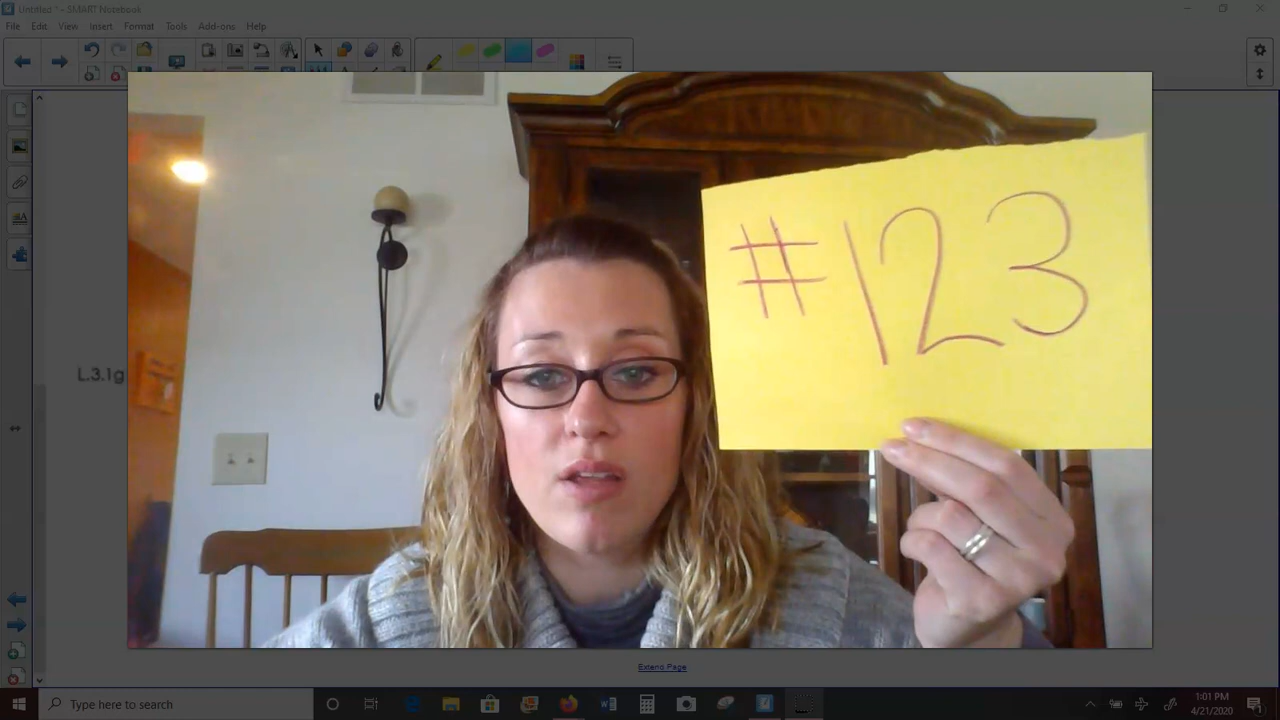 Untitled * - SMART Notebook
File Edit View Insert Format Tools Add-ons Help
#123
L.3.1g
Extend Page
Type here to search
1:01 PM
4/21/2020